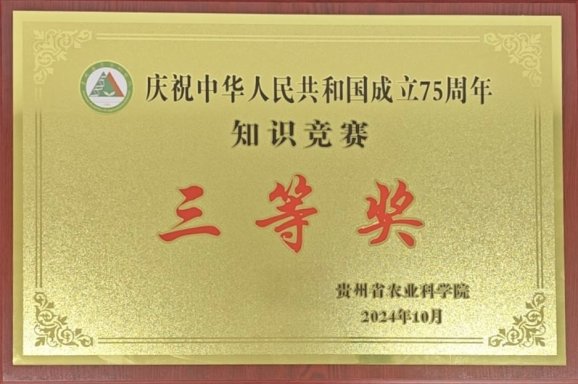 庆祝中华人民共和国成立75周年
知识竞赛
三等奖
贵州省农业科学院
2024年10月